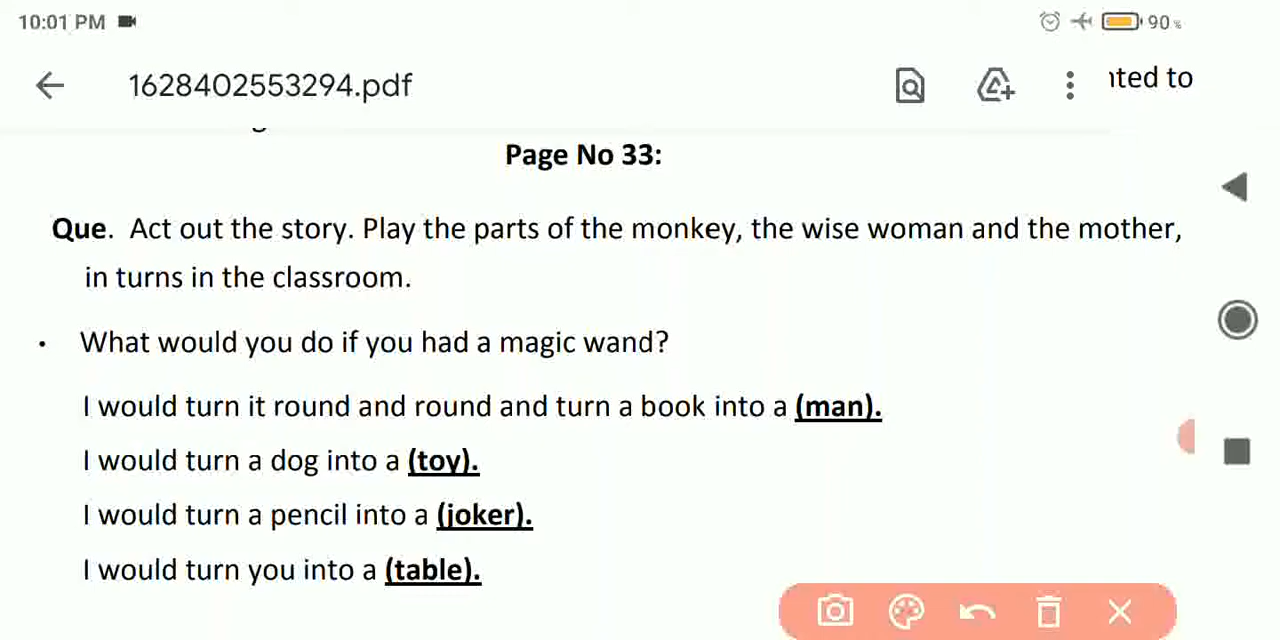 10:01 PM
90%
1628402553294.pdf
nted to
Page No 33:
Que. Act out the story. Play the parts of the monkey, the wise woman and the mother,
in turns in the classroom.
• What would you do if you had a magic wand?
I would turn it round and round and turn a book into a (man).
I would turn a dog into a (toy).
I would turn a pencil into a (joker).
I would turn you into a (table).